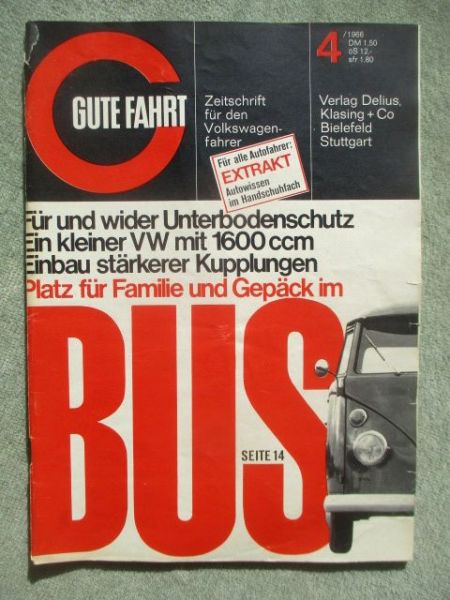 GUTE FAHRT
Zeitschrift
für den
Volkswagen-
fahrer
4 /1966
DM 1,50
öS 12,-
sfr 1.80
Verlag Delius,
Klasing + Co
Bielefeld
Stuttgart
Für alle Autofahrer:
EXTRAKT
Autowissen
im Handschuhfach
Für und wider Unterbodenschutz
Ein kleiner VW mit 1600 ccm
Einbau stärkerer Kupplungen
Platz für Familie und Gepäck im
BUS
SEITE 14